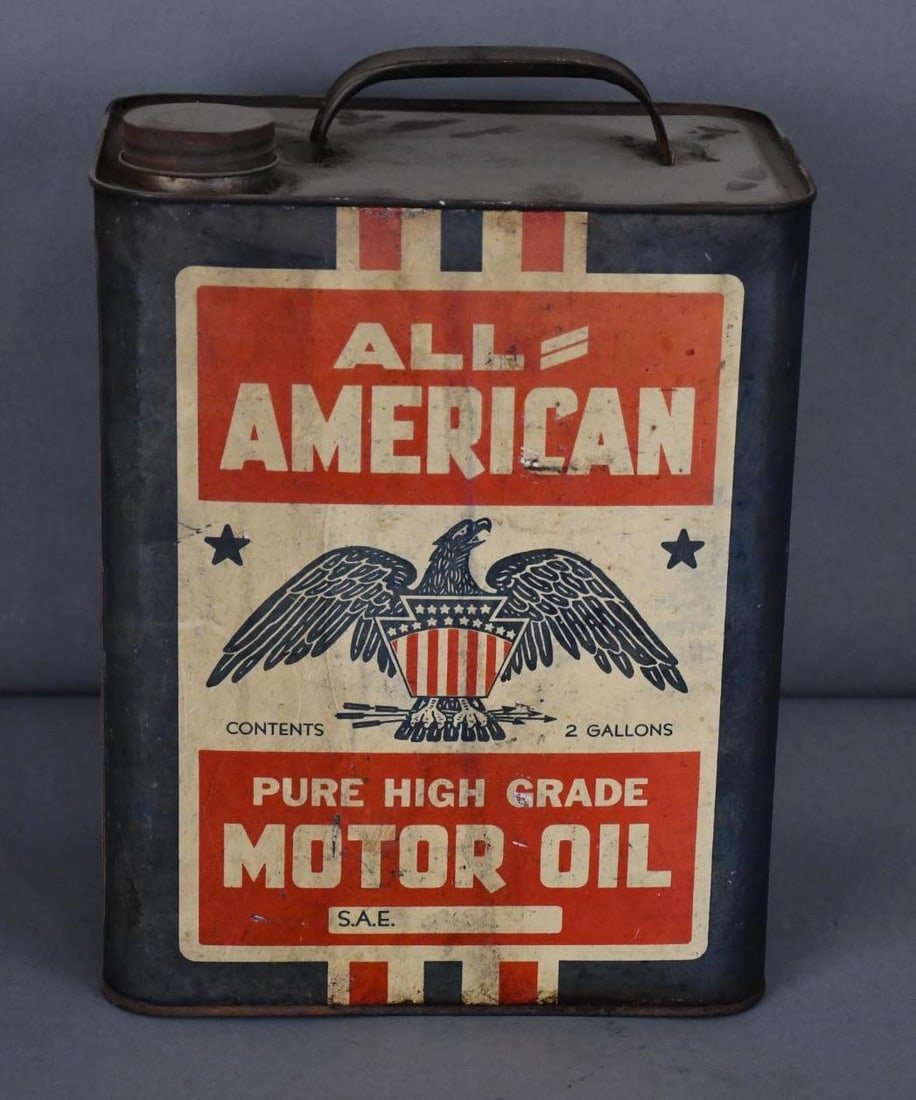 ALL=
AMERICAN
CONTENTS 2 GALLONS
PURE HIGH GRADE
MOTOR OIL
S.A.E.